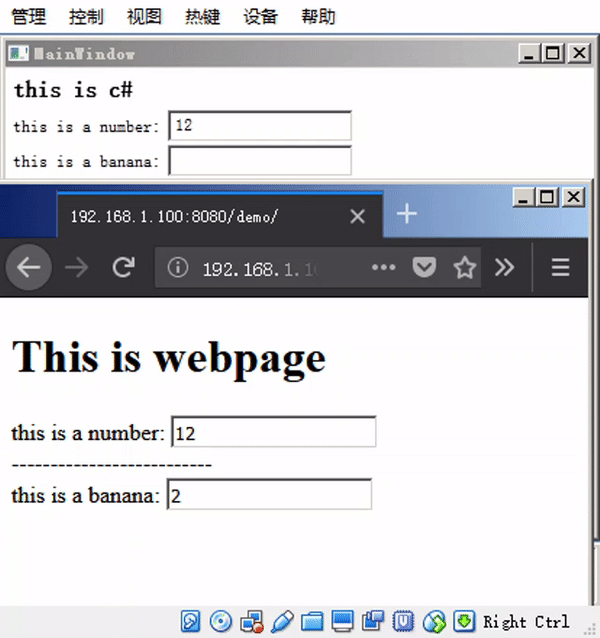 管理 控制 视图 热键 设备 帮助
MainWindow
this is c#
this is a number: 12
this is a banana:
192.168.1.100:8080/demo/
192.168.1.10
This is webpage
this is a number: 12
--------------------------
this is a banana: 2
Right Ctrl